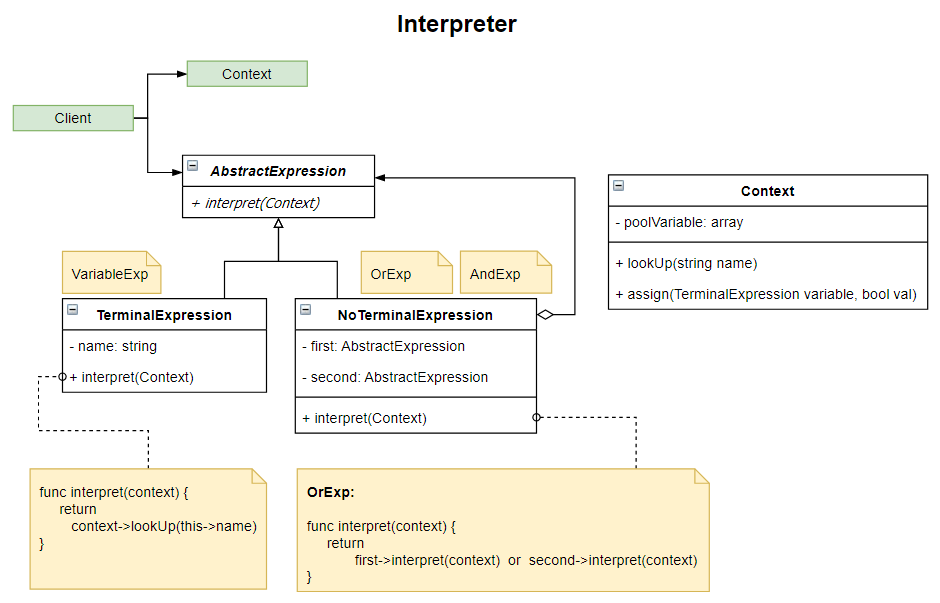 Interpreter
Context
Client
AbstractExpression
+ interpret(Context)
Context
- poolVariable: array
+ lookUp(string name)
+ assign(TerminalExpression variable, bool val)
VariableExp
OrExp
AndExp
TerminalExpression
- name: string
+ interpret(Context)
NoTerminalExpression
- first: AbstractExpression
- second: AbstractExpression
+ interpret(Context)
func interpret(context) {
return
context->lookUp(this->name)
}
OrExp:
func interpret(context) {
return
first->interpret(context) or second->interpret(context)
}